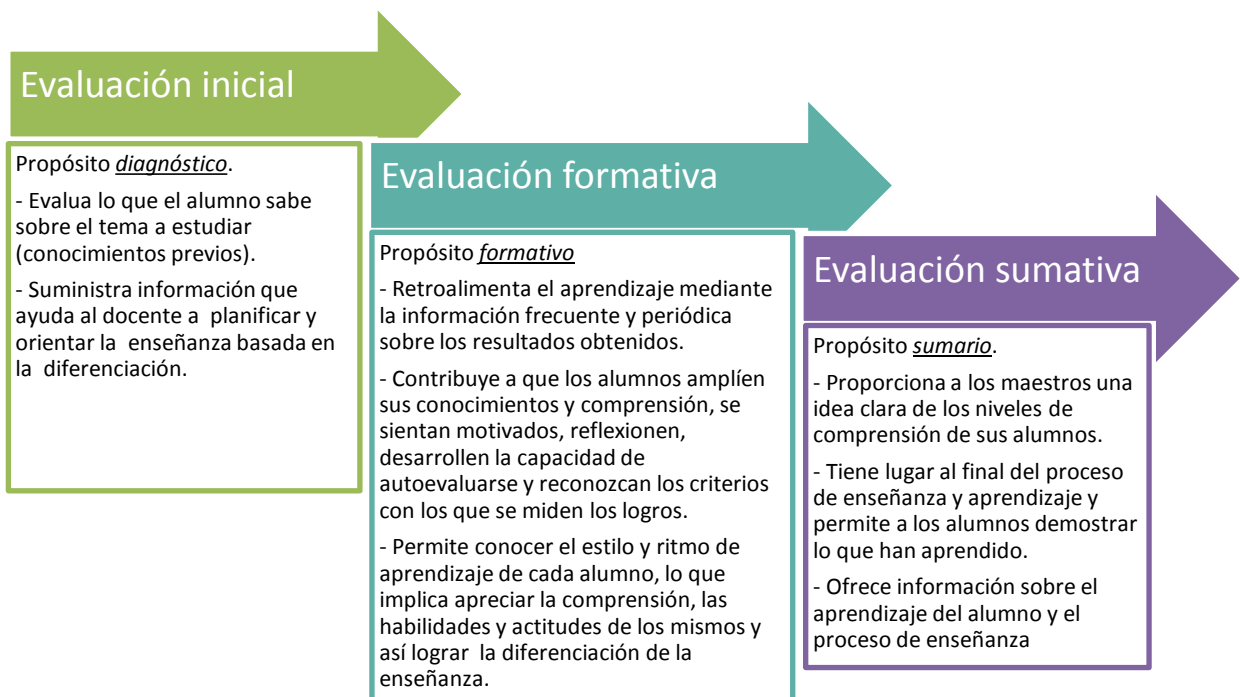 Evaluación inicial
Propósito diagnóstico.
- Evalua lo que el alumno sabe
sobre el tema a estudiar
(conocimientos previos).
- Suministra información que
ayuda al docente a planificar y
orientar la enseñanza basada en
la diferenciación.
Evaluación formativa
Propósito formativo
- Retroalimenta el aprendizaje mediante
la información frecuente y periódica
sobre los resultados obtenidos.
- Contribuye a que los alumnos amplíen
sus conocimientos y comprensión, se
sientan motivados, reflexionen,
desarrollen la capacidad de
autoevaluarse y reconozcan los criterios
con los que se miden los logros.
- Permite conocer el estilo y ritmo de
aprendizaje de cada alumno, lo que
implica apreciar la comprensión, las
habilidades y actitudes de los mismos y
así lograr la diferenciación de la
enseñanza.
Evaluación sumativa
Propósito sumario.
- Proporciona a los maestros una
idea clara de los niveles de
comprensión de sus alumnos.
- Tiene lugar al final del proceso
de enseñanza y aprendizaje y
permite a los alumnos demostrar
lo que han aprendido.
- Ofrece información sobre el
aprendizaje del alumno y el
proceso de enseñanza